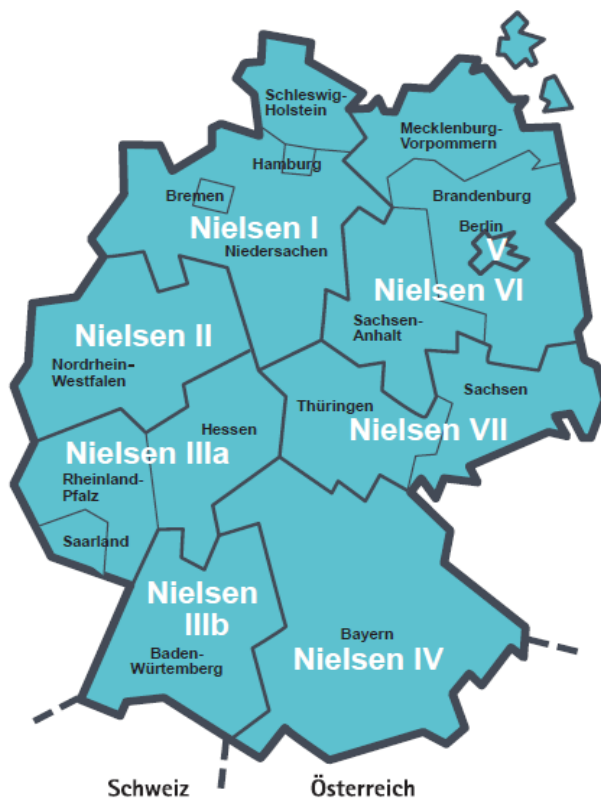 Schleswig-
Holstein
Mecklenburg-
Vorpommern
Hamburg
Bremen
Brandenburg
Berlin
Nielsen I
V
Niedersachen
Nielsen VI
Sachsen-
Anhalt
Nielsen II
Nordrhein-
Westfalen
Sachsen
Thüringen
Hessen
Nielsen VII
Nielsen IIIa
Rheinland-
Pfalz
Saarland
Nielsen
IIIb
Baden-
Würtemberg
Bayern
Nielsen IV
Schweiz
Österreich